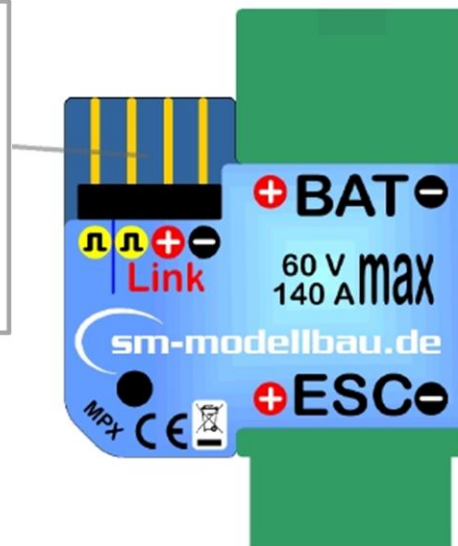 + BAT -
Link
60 V max
140 A
sm-modellbau.de
+ ESC -
MPX CE